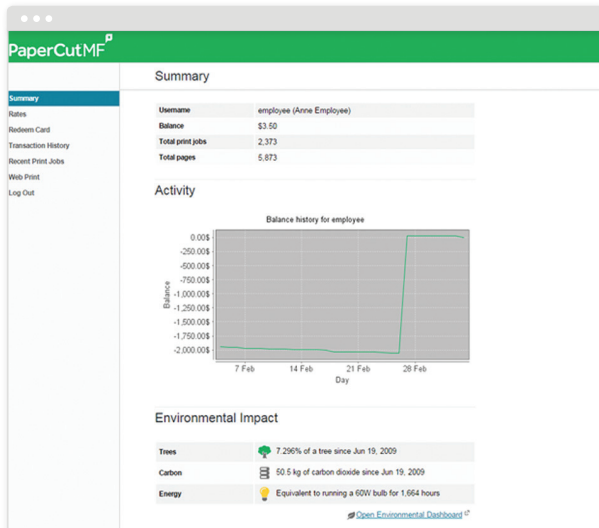 PaperCutMF
Summary
Rates
Redeem Card
Transaction History
Recent Print Jobs
Web Print
Log Out
Summary
Username employee (Anne Employee)
Balance $3.50
Total print jobs 2,373
Total pages 5,873
Activity
Balance history for employee
Balance
0.00$
-250.00$
-500.00$
-750.00$
-1,000.00$
-1,250.00$
-1,500.00$
-1,750.00$
-2,000.00$
7 Feb 14 Feb 21 Feb 28 Feb
Day
Environmental Impact
Trees 7.296% of a tree since Jun 19, 2009
Carbon 50.5 kg of carbon dioxide since Jun 19, 2009
Energy Equivalent to running a 60W bulb for 1,664 hours
Open Environmental Dashboard